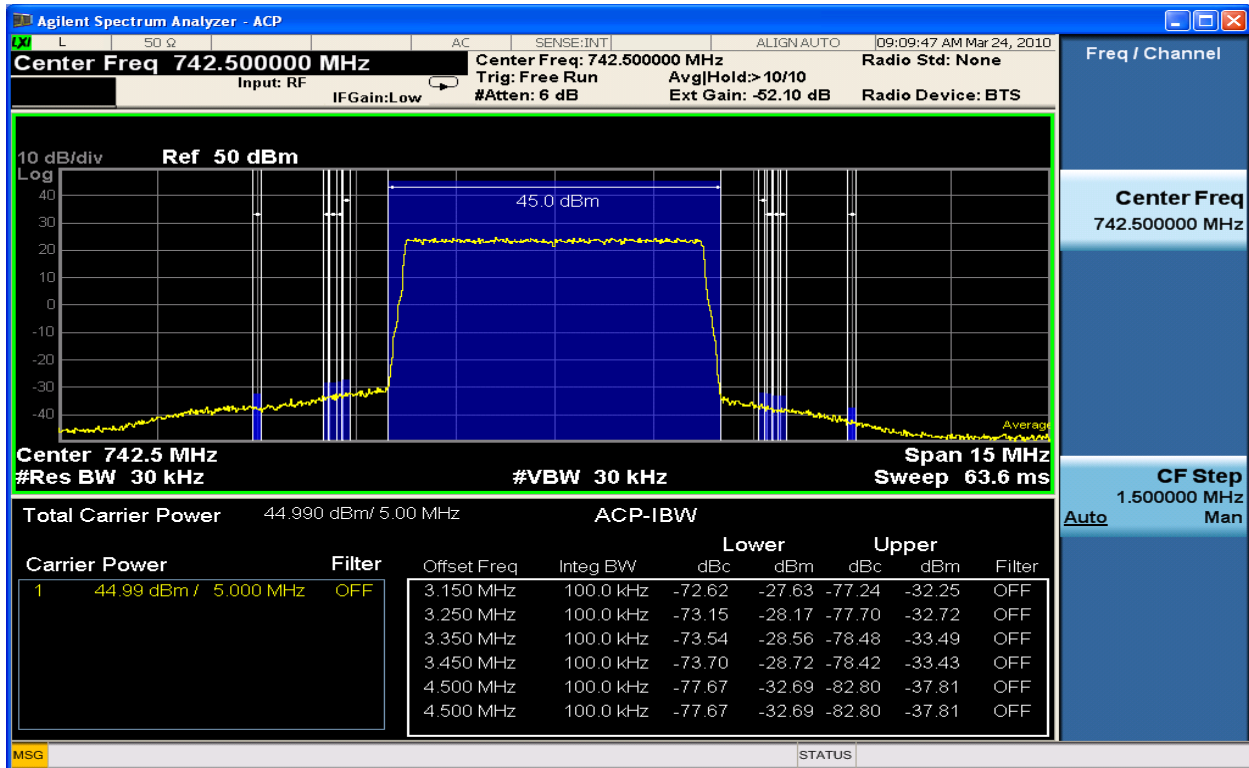 Agilent Spectrum Analyzer - ACP
LXI L 50 Ω AC SENSE:INT ALIGN AUTO 09:09:47 AM Mar 24, 2010
Center Freq 742.500000 MHz
Input: RF
IFGain:Low
Center Freq: 742.500000 MHz
Trig: Free Run Avg|Hold:>10/10
#Atten: 6 dB Ext Gain: -52.10 dB
Radio Std: None
Radio Device: BTS
10 dB/div Ref 50 dBm
Log
40
30
20
10
0
-10
-20
-30
-40
45.0 dBm
Average
Center 742.5 MHz Span 15 MHz
#Res BW 30 kHz #VBW 30 kHz Sweep 63.6 ms
Total Carrier Power 44.990 dBm/ 5.00 MHz ACP-IBW
Lower Upper
Carrier Power Filter Offset Freq Integ BW dBc dBm dBc dBm Filter
1 44.99 dBm / 5.000 MHz OFF
3.150 MHz 100.0 kHz -72.62 -27.63 -77.24 -32.25 OFF
3.250 MHz 100.0 kHz -73.15 -28.17 -77.70 -32.72 OFF
3.350 MHz 100.0 kHz -73.54 -28.56 -78.48 -33.49 OFF
3.450 MHz 100.0 kHz -73.70 -28.72 -78.42 -33.43 OFF
4.500 MHz 100.0 kHz -77.67 -32.69 -82.80 -37.81 OFF
4.500 MHz 100.0 kHz -77.67 -32.69 -82.80 -37.81 OFF
MSG STATUS
Freq / Channel
Center Freq
742.500000 MHz
CF Step
1.500000 MHz
Auto Man